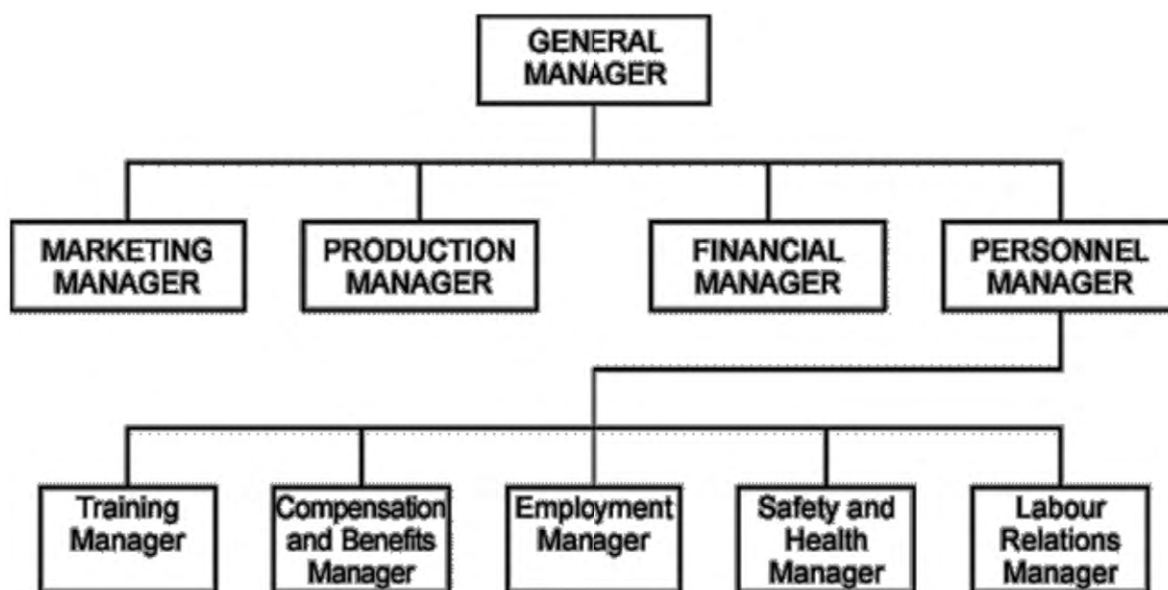 GENERAL
MANAGER
MARKETING
MANAGER
PRODUCTION
MANAGER
FINANCIAL
MANAGER
PERSONNEL
MANAGER
Training
Manager
Compensation
and Benefits
Manager
Employment
Manager
Safety and
Health
Manager
Labour
Relations
Manager